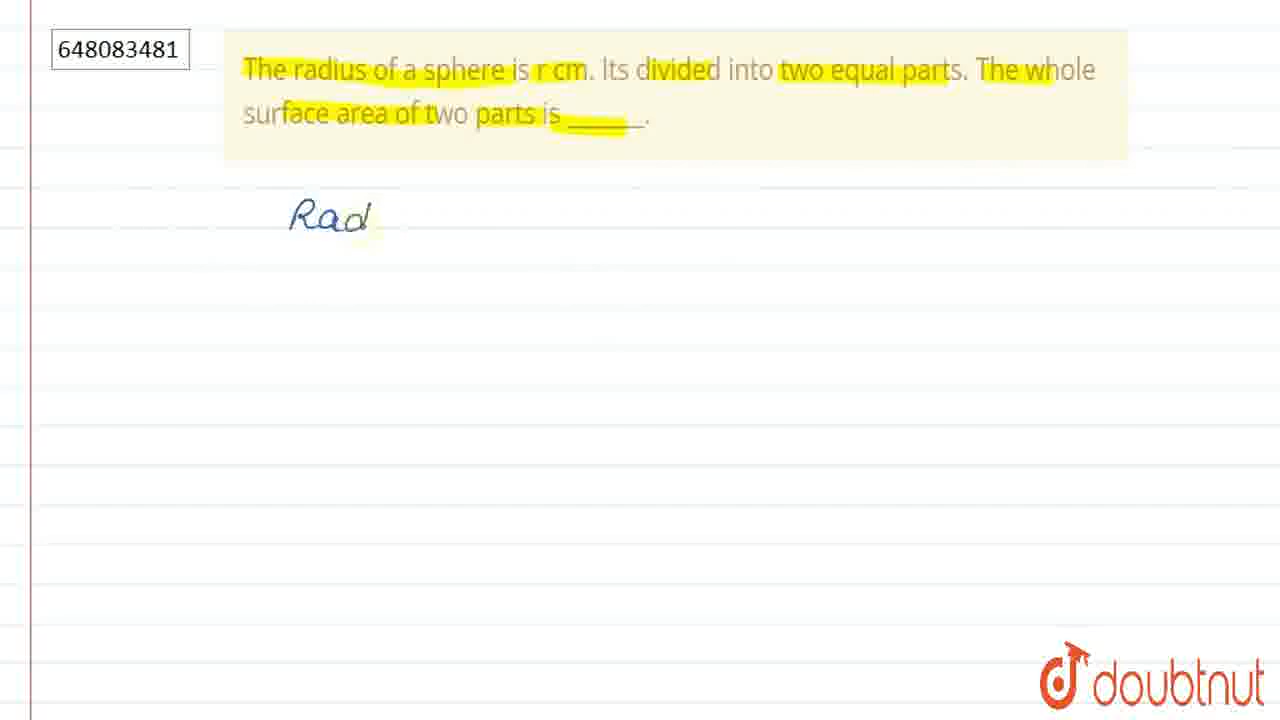 648083481
The radius of a sphere is r cm. Its divided into two equal parts. The whole
surface area of two parts is ______.
Rad
doubtnut